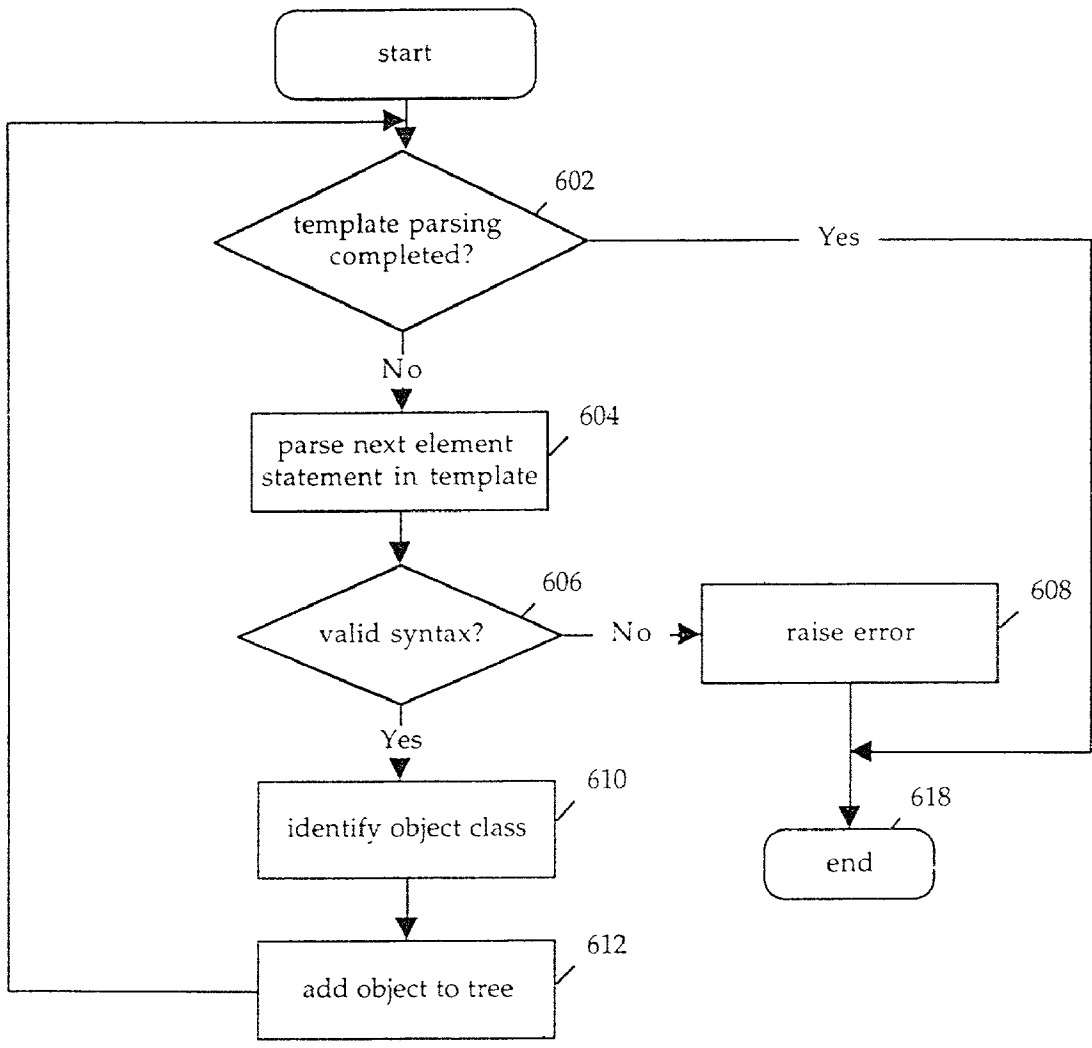 start
602
template parsing
completed?
Yes
No
604
parse next element
statement in template
606
valid syntax?
No
608
raise error
Yes
610
identify object class
618
end
612
add object to tree